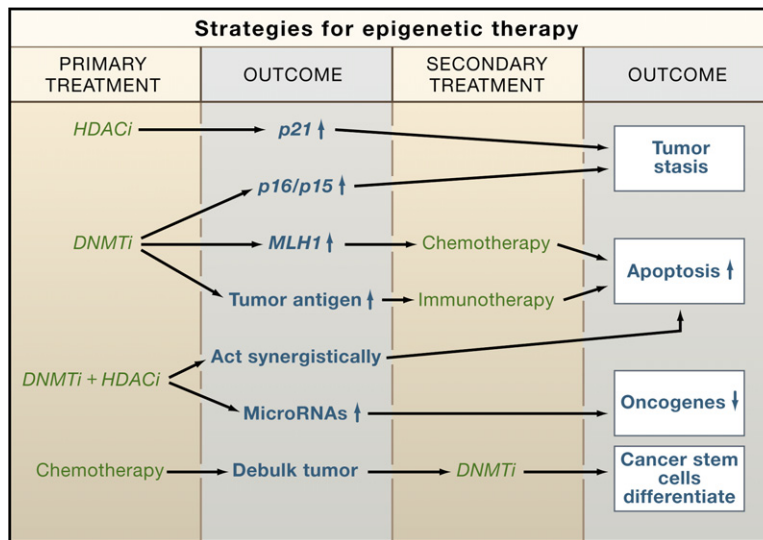 Strategies for epigenetic therapy
PRIMARY
TREATMENT
OUTCOME
SECONDARY
TREATMENT
OUTCOME
HDACi
p21
Tumor
stasis
p16/p15
DNMTi
MLH1
Chemotherapy
Apoptosis
Tumor antigen
Immunotherapy
Act synergistically
DNMTi + HDACi
MicroRNAs
Oncogenes
Chemotherapy
Debulk tumor
DNMTi
Cancer stem
cells
differentiate